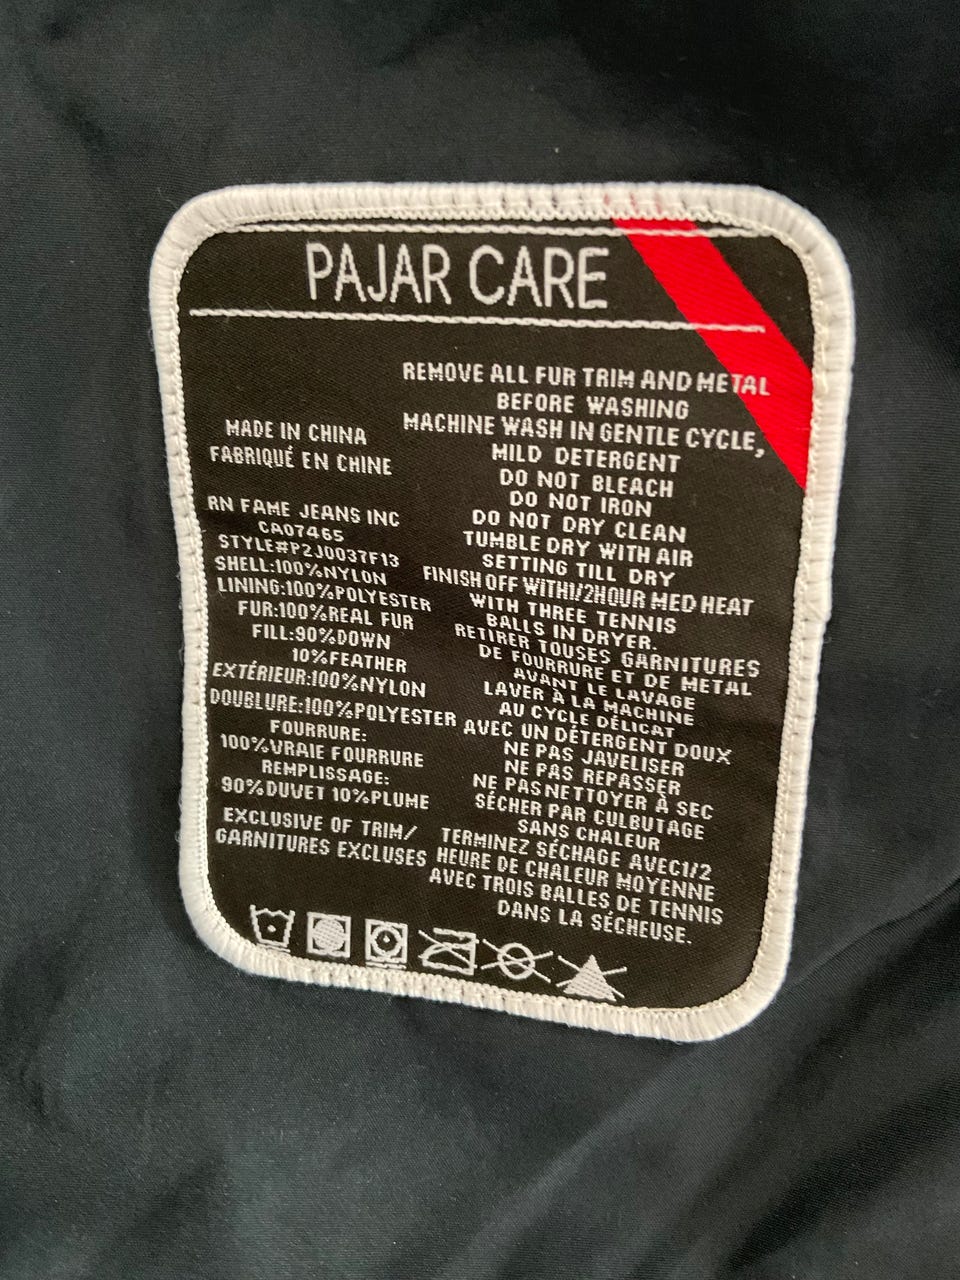 PAJAR CARE
MADE IN CHINA
FABRIQUÉ EN CHINE
RN FAME JEANS INC
CA07465
STYLE#P2J0037F13
SHELL:100%NYLON
LINING:100%POLYESTER
FUR:100%REAL FUR
FILL:90%DOWN
10%FEATHER
EXTÉRIEUR:100%NYLON
DOUBLURE:100%POLYESTER
FOURRURE:
100%VRAIE FOURRURE
REMPLISSAGE:
90%DUVET 10%PLUME
EXCLUSIVE OF TRIM/
GARNITURES EXCLUSES
REMOVE ALL FUR TRIM AND METAL
BEFORE WASHING
MACHINE WASH IN GENTLE CYCLE,
MILD DETERGENT
DO NOT BLEACH
DO NOT IRON
DO NOT DRY CLEAN
TUMBLE DRY WITH AIR
SETTING TILL DRY
FINISH OFF WITH1/2HOUR MED HEAT
WITH THREE TENNIS
BALLS IN DRYER.
RETIRER TOUSES GARNITURES
DE FOURRURE ET DE METAL
AVANT LE LAVAGE
LAVER À LA MACHINE
AU CYCLE DÉLICAT
AVEC UN DÉTERGENT DOUX
NE PAS JAVELISER
NE PAS REPASSER
NE PAS NETTOYER À SEC
SÉCHER PAR CULBUTAGE
SANS CHALEUR
TERMINEZ SÉCHAGE AVEC1/2
HEURE DE CHALEUR MOYENNE
AVEC TROIS BALLES DE TENNIS
DANS LA SÉCHEUSE.